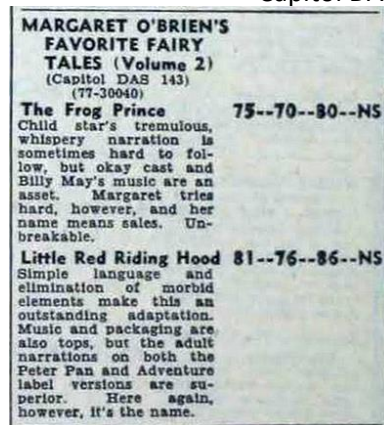 MARGARET O'BRIEN'S
FAVORITE FAIRY
TALES (Volume 2)
(Capitol DAS 143)
(77-30040)
The Frog Prince 75--70--80--NS
Child star's tremulous,
whispery narration is
sometimes hard to fol-
low, but okay cast and
Billy May's music are an
asset. Margaret tries
hard, however, and her
name means sales. Un-
breakable.
Little Red Riding Hood 81--76--86--NS
Simple language and
elimination of morbid
elements make this an
outstanding adaptation.
Music and packaging are
also tops, but the adult
narrations on both the
Peter Pan and Adventure
label versions are su-
perior. Here again,
however, it's the name.